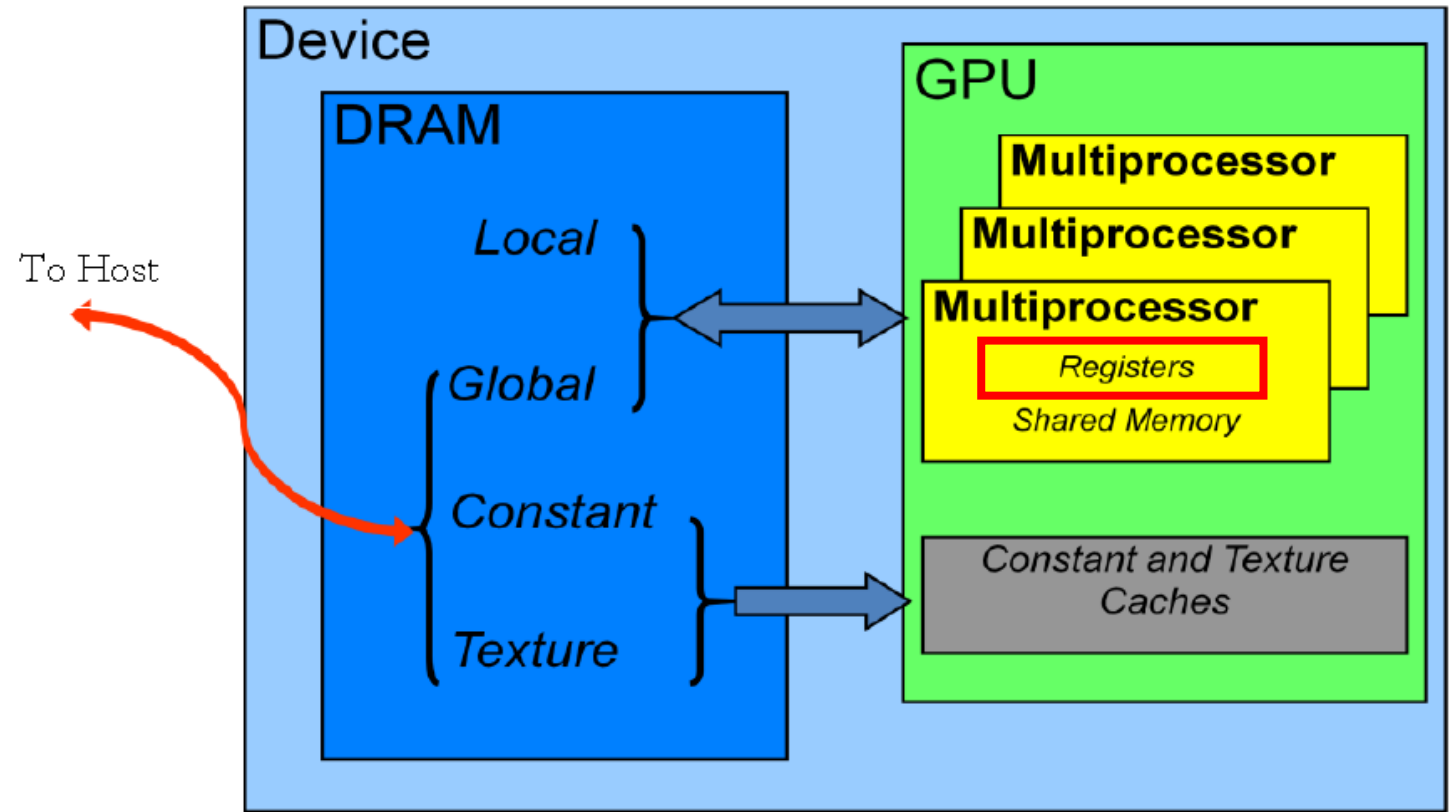 Device
GPU
DRAM
Multiprocessor
Multiprocessor
Multiprocessor
Registers
Shared Memory
Local
Global
Constant
Texture
To Host
Constant and Texture
Caches